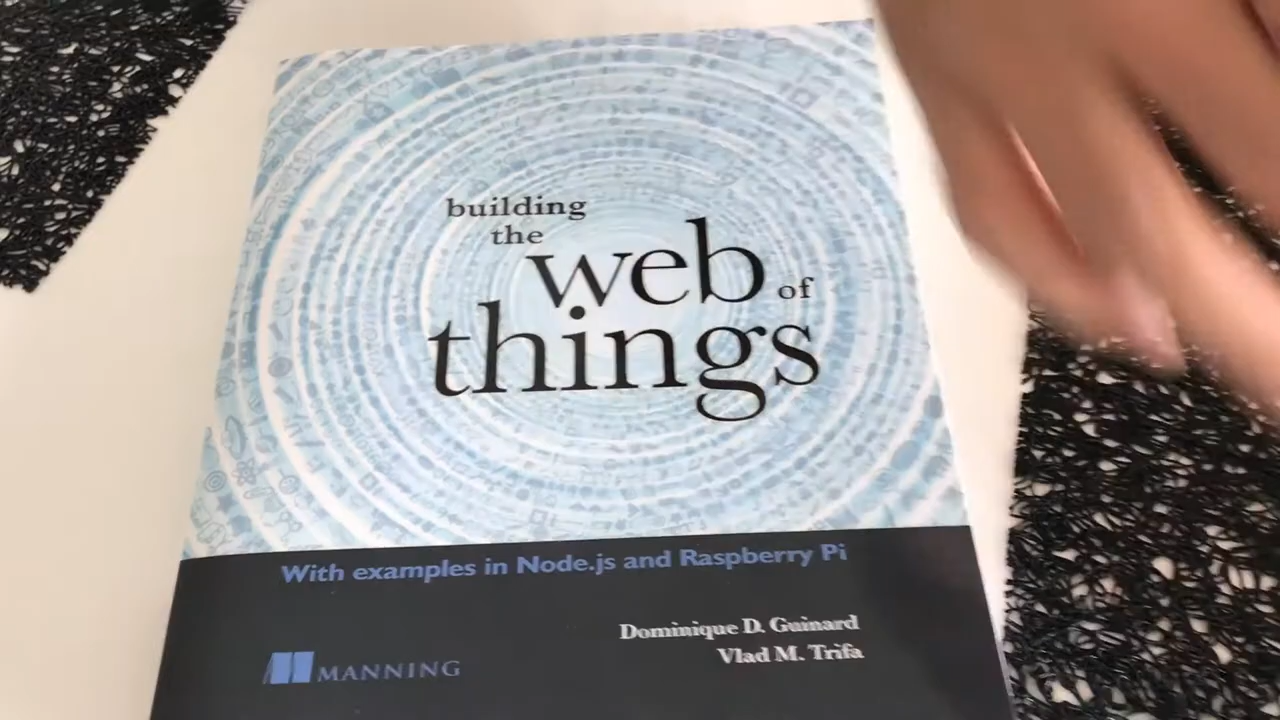 building
the
web of
things
With examples in Node.js and Raspberry Pi
Dominique D. Guinard
Vlad M. Trifa
MANNING